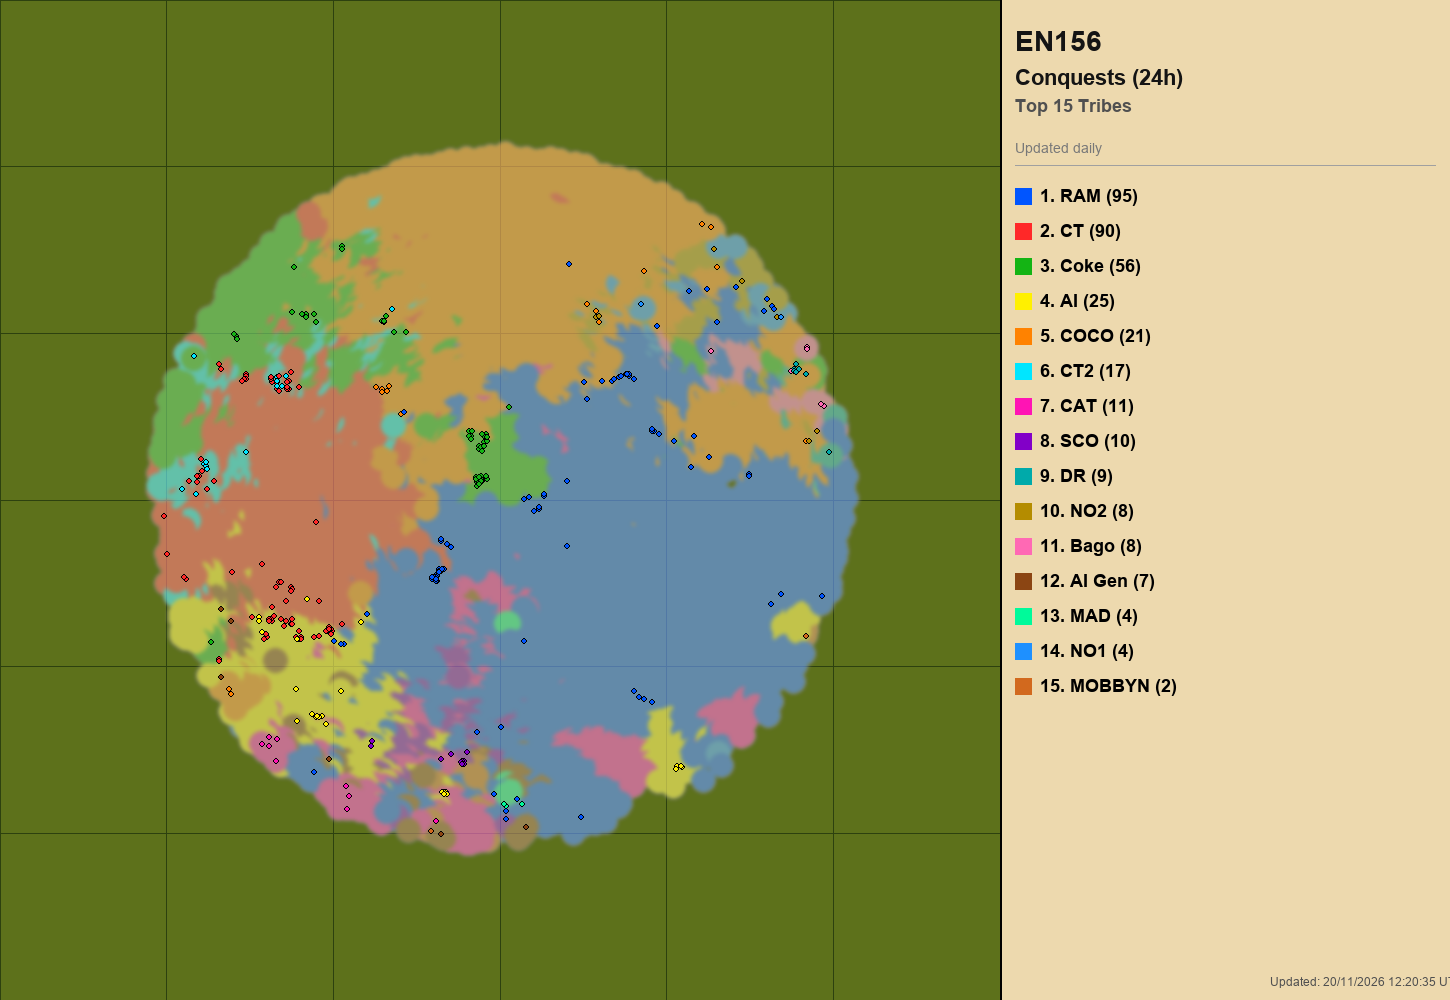 EN156
Conquests (24h)
Top 15 Tribes
Updated daily
1. RAM (95)
2. CT (90)
3. Coke (56)
4. AI (25)
5. COCO (21)
6. CT2 (17)
7. CAT (11)
8. SCO (10)
9. DR (9)
10. NO2 (8)
11. Bago (8)
12. AI Gen (7)
13. MAD (4)
14. NO1 (4)
15. MOBBYN (2)
Updated: 20/11/2026 12:20:35 U